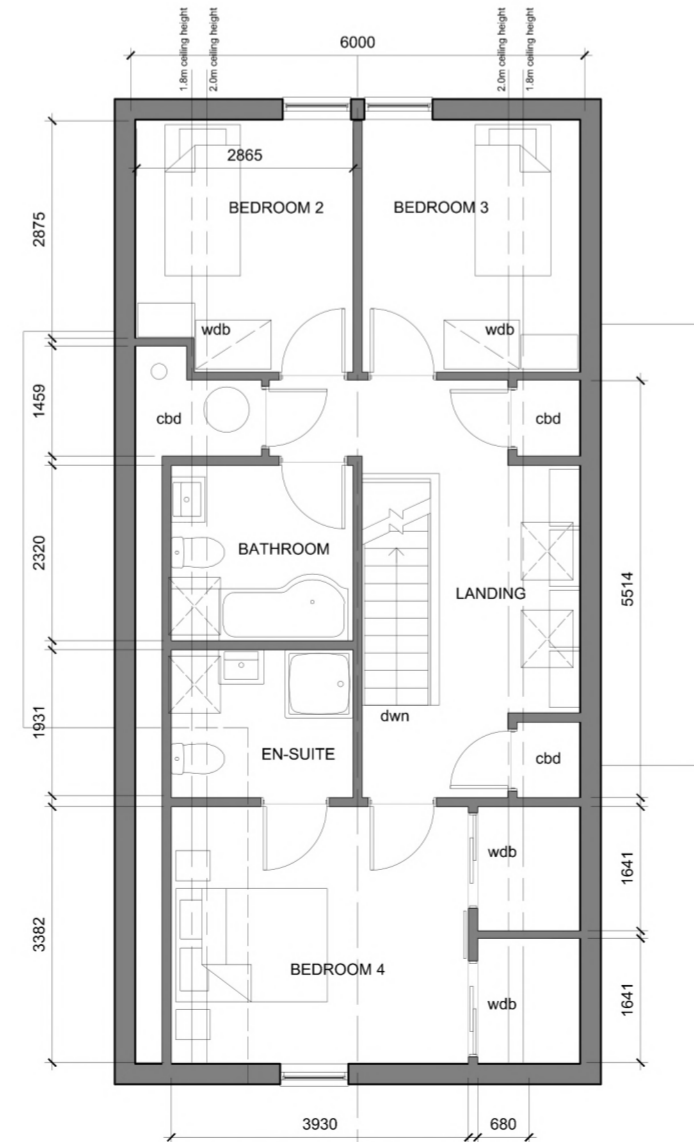 1.8m ceiling height
2.0m ceiling height
6000
2.0m ceiling height
1.8m ceiling height
2865
2875
BEDROOM 2
BEDROOM 3
wdb
wdb
1459
cbd
cbd
2320
BATHROOM
LANDING
5514
1931
dwn
EN-SUITE
cbd
wdb
1641
3382
BEDROOM 4
wdb
1641
3930
680